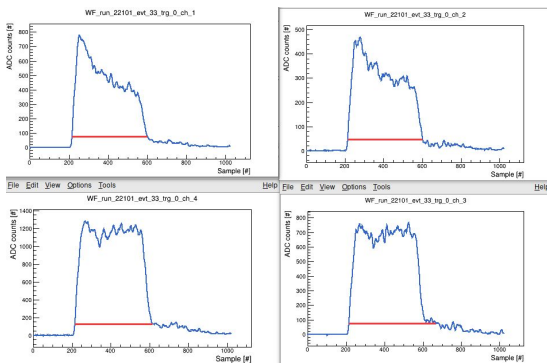 WF_run_22101_evt_33_trg_0_ch_1
ADC counts [#]
800
700
600
500
400
300
200
100
0
0 200 400 600 800 1000
Sample [#]
WF_run_22101_evt_33_trg_0_ch_2
ADC counts [#]
500
400
300
200
100
0
0 200 400 600 800 1000
Sample [#]
File Edit View Options Tools Help
WF_run_22101_evt_33_trg_0_ch_4
ADC counts [#]
1400
1200
1000
800
600
400
200
0
0 200 400 600 800 1000
Sample [#]
File Edit View Options Tools Help
WF_run_22101_evt_33_trg_0_ch_3
ADC counts [#]
800
700
600
500
400
300
200
100
0
0 200 400 600 800 1000
Sample [#]